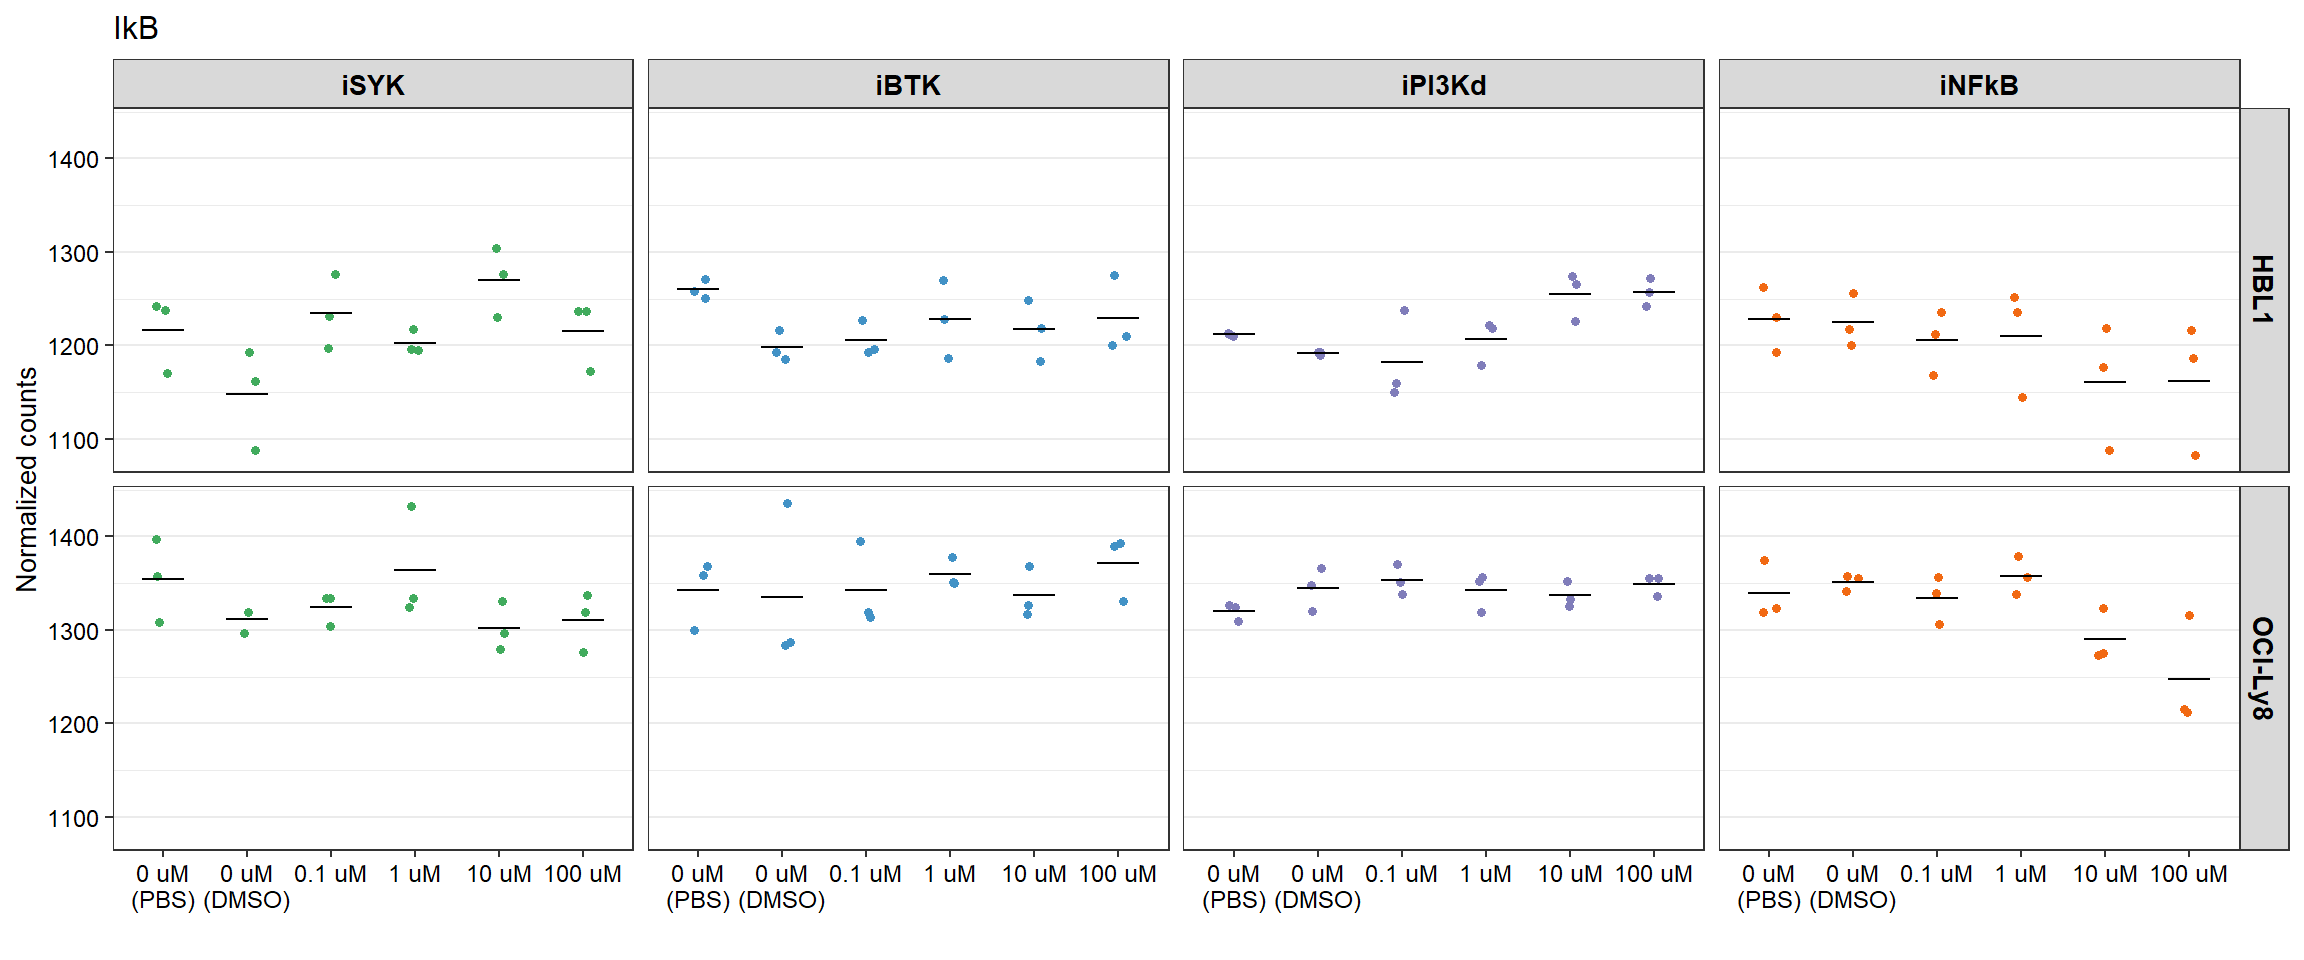 IkB
iSYK
iBTK
iPI3Kd
iNFkB
Normalized counts
1400
1300
1200
1100
HBL1
1400
1300
1200
1100
OCI-Ly8
0 uM 0 uM 0.1 uM 1 uM 10 uM 100 uM
(PBS) (DMSO)
0 uM 0 uM 0.1 uM 1 uM 10 uM 100 uM
(PBS) (DMSO)
0 uM 0 uM 0.1 uM 1 uM 10 uM 100 uM
(PBS) (DMSO)
0 uM 0 uM 0.1 uM 1 uM 10 uM 100 uM
(PBS) (DMSO)